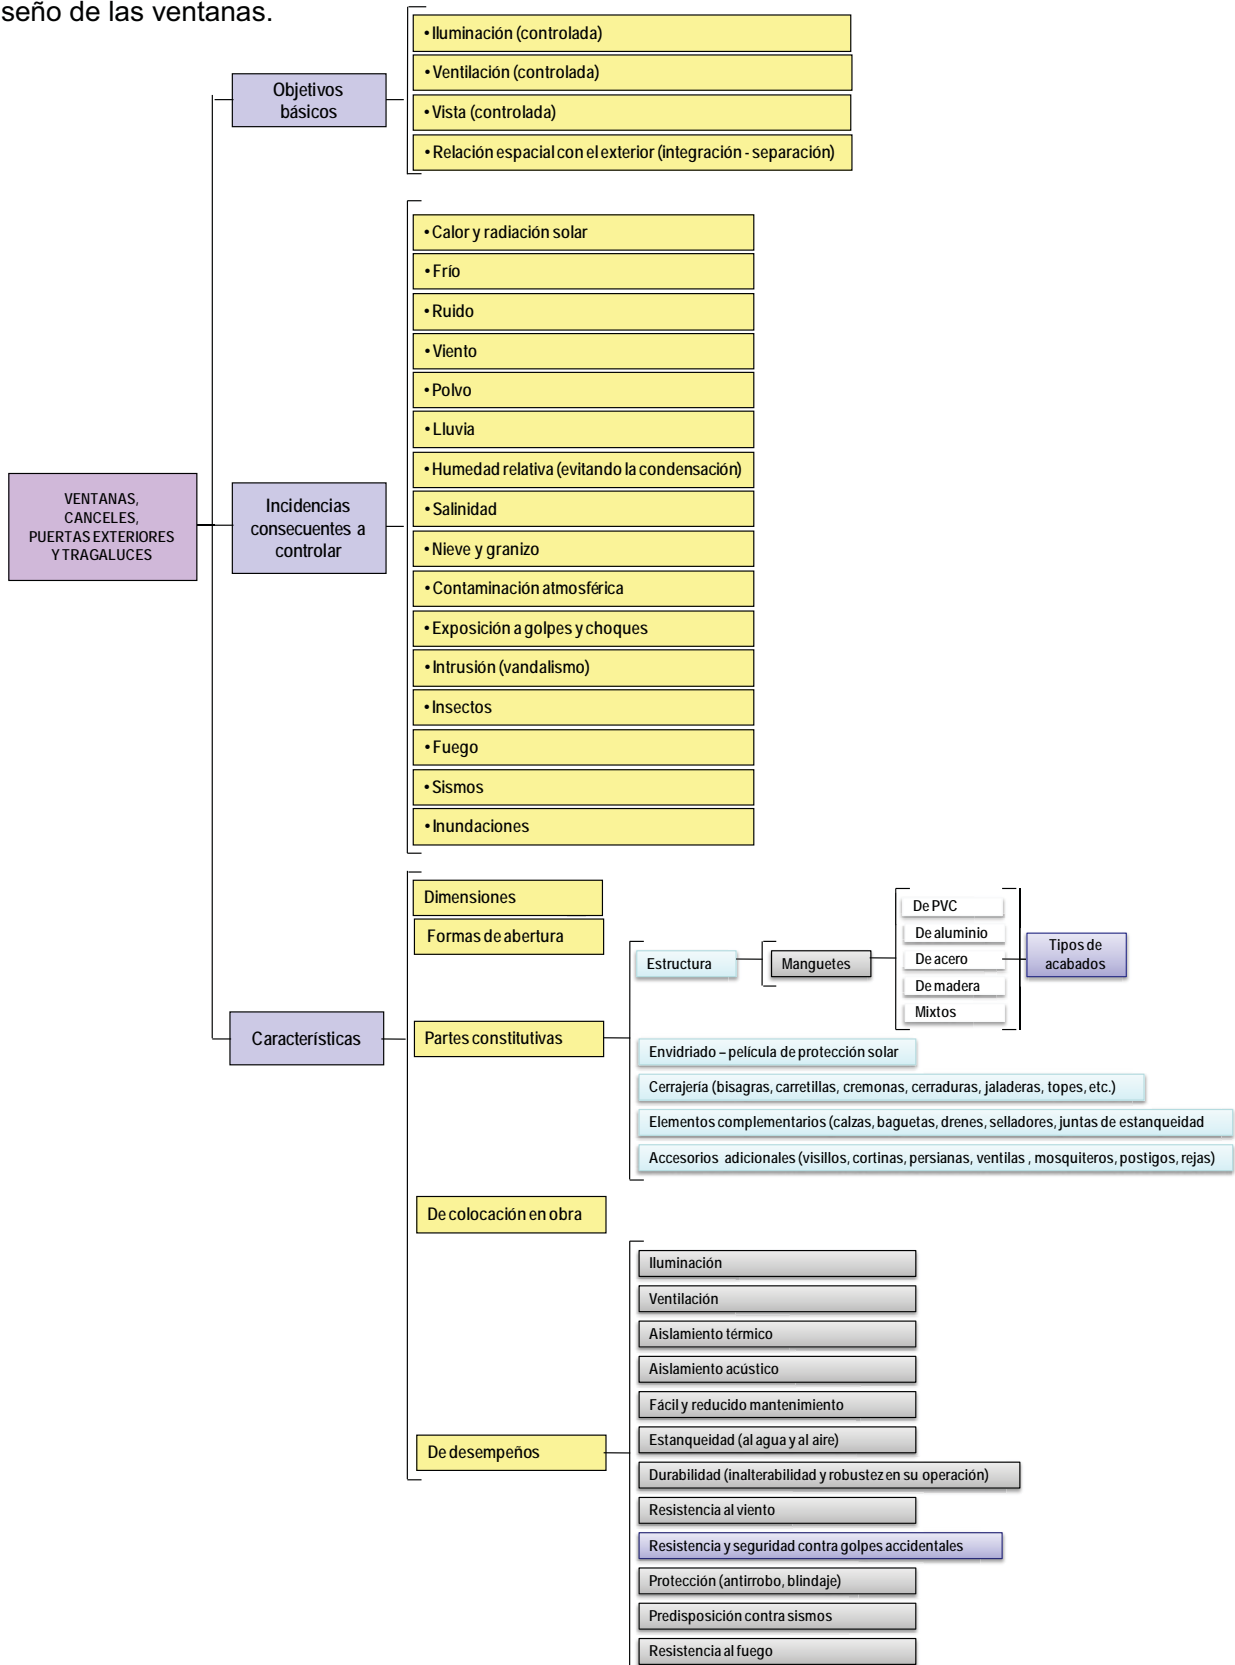 seño de las ventanas.
• Iluminación (controlada)
• Ventilación (controlada)
• Vista (controlada)
• Relación espacial con el exterior (integración - separación)
Objetivos
básicos
• Calor y radiación solar
• Frío
• Ruido
• Viento
• Polvo
• Lluvia
• Humedad relativa (evitando la condensación)
• Salinidad
• Nieve y granizo
• Contaminación atmosférica
• Exposición a golpes y choques
• Intrusión (vandalismo)
• Insectos
• Fuego
• Sismos
• Inundaciones
VENTANAS,
CANCELES,
PUERTAS EXTERIORES
Y TRAGALUCES
Incidencias
consecuentes a
controlar
Características
Dimensiones
Formas de abertura
Partes constitutivas
Estructura
Manguetes
De PVC
De aluminio
De acero
De madera
Mixtos
Tipos de
acabados
Envidriado – película de protección solar
Cerrajería (bisagras, carretillas, cremonas, cerraduras, jaladeras, topes, etc.)
Elementos complementarios (calzas, baguetas, drenes, selladores, juntas de estanqueidad
Accesorios adicionales (visillos, cortinas, persianas, ventilas , mosquiteros, postigos, rejas)
De colocación en obra
De desempeños
Iluminación
Ventilación
Aislamiento térmico
Aislamiento acústico
Fácil y reducido mantenimiento
Estanqueidad (al agua y al aire)
Durabilidad (inalterabilidad y robustez en su operación)
Resistencia al viento
Resistencia y seguridad contra golpes accidentales
Protección (antirrobo, blindaje)
Predisposición contra sismos
Resistencia al fuego